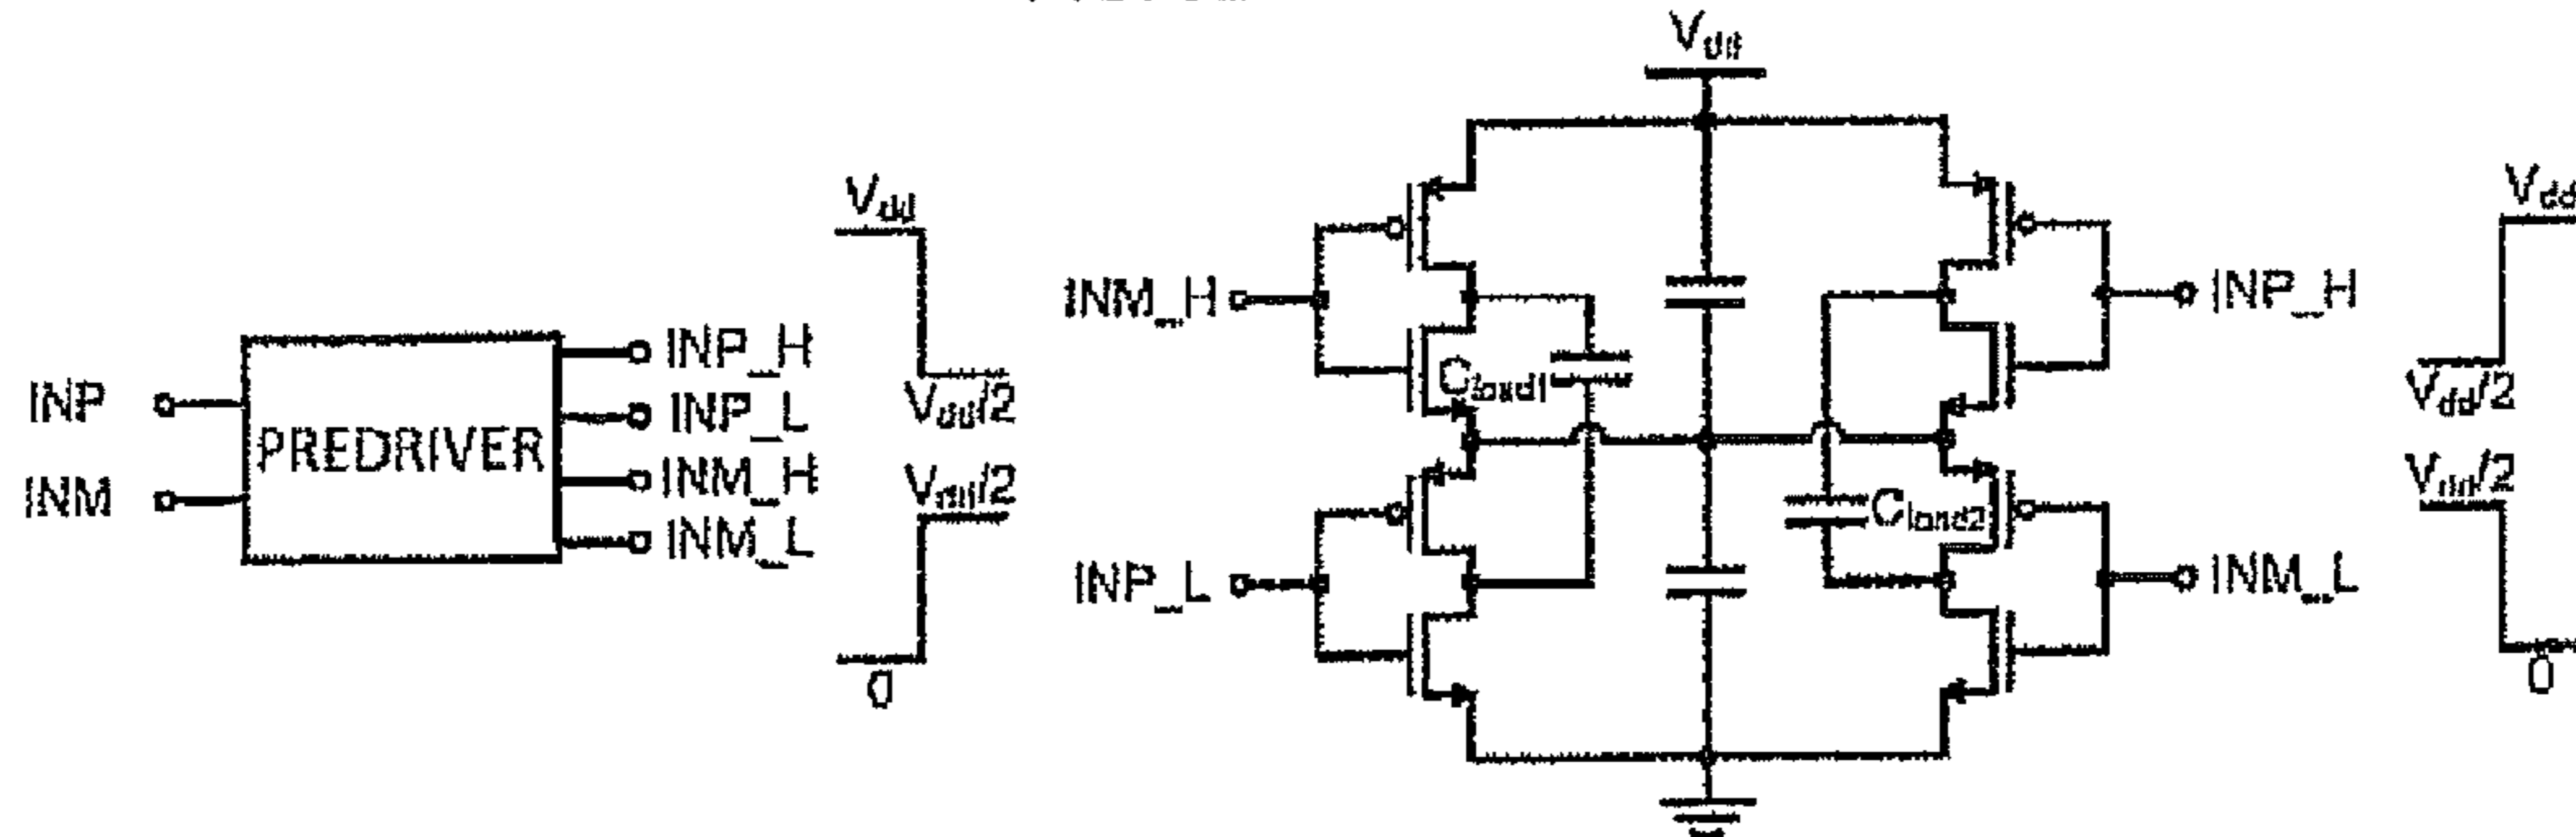 INP
INM
PREDRIVER
INP_H
INP_L
INM_H
INM_L
Vdd
Vdd/2
Vdd/2
0
Vdd
INM_H
INP_L
Cload1
Cload2
INP_H
INM_L
Vdd
Vdd/2
Vdd/2
0